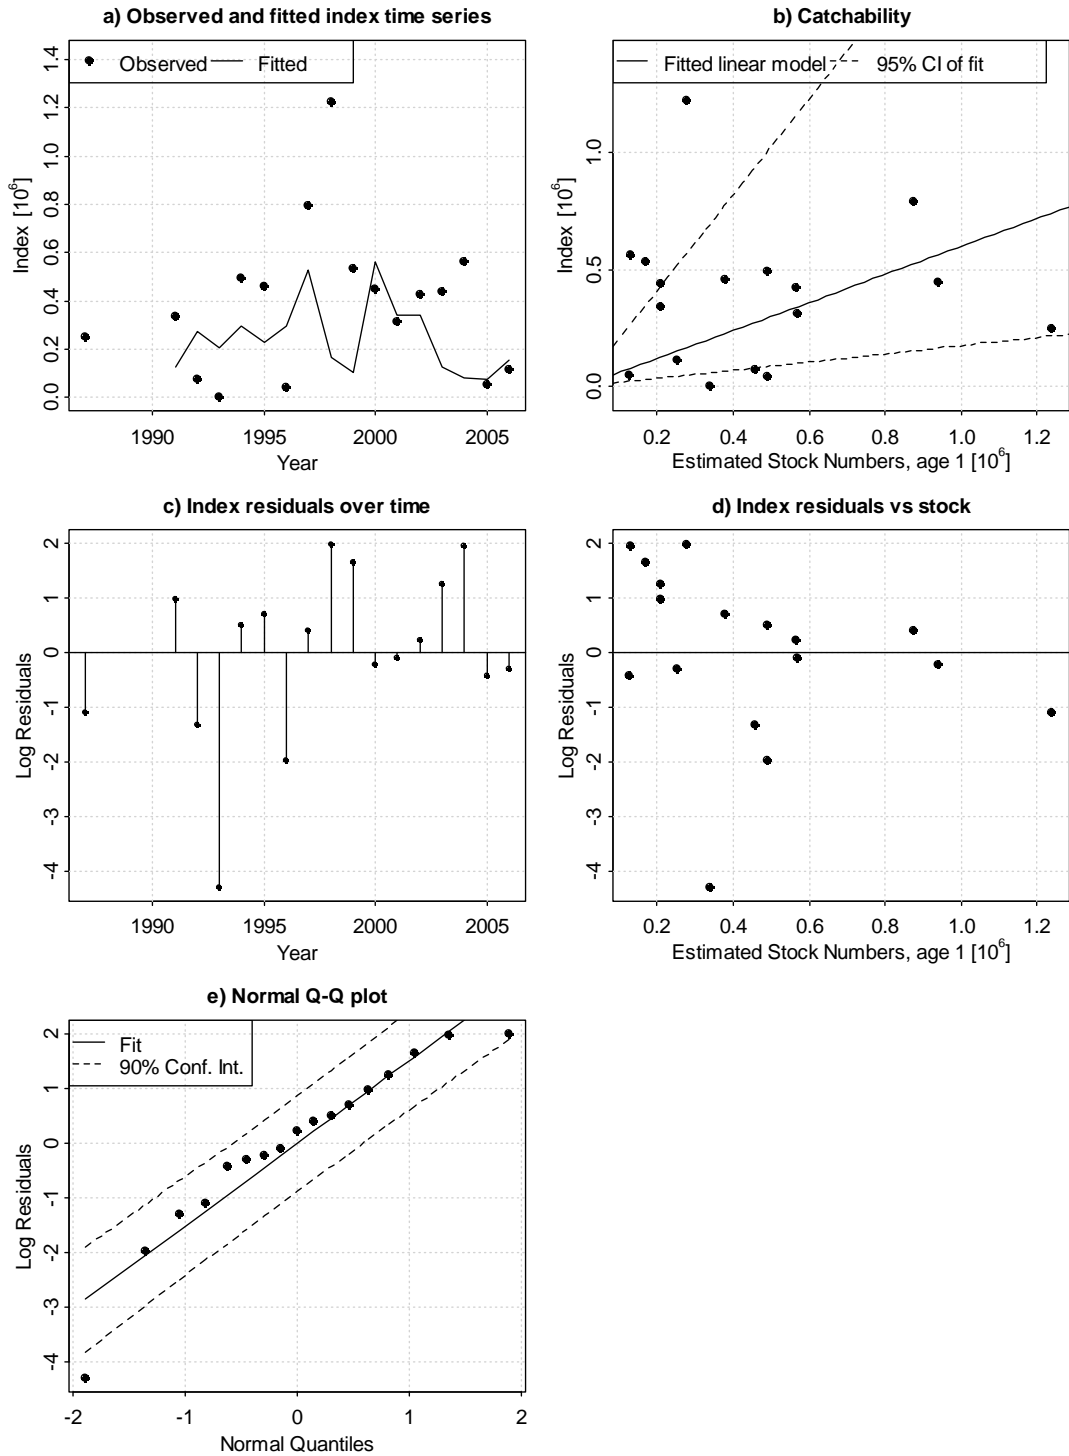 a) Observed and fitted index time series
Observed Fitted
1.4
1.2
1.0
0.8
0.6
0.4
0.2
0.0
Index [10^6]
1990 1995 2000 2005
Year
b) Catchability
Fitted linear model 95% CI of fit
1.0
0.5
0.0
Index [10^6]
0.2 0.4 0.6 0.8 1.0 1.2
Estimated Stock Numbers, age 1 [10^6]
c) Index residuals over time
2
1
0
-1
-2
-3
-4
Log Residuals
1990 1995 2000 2005
Year
d) Index residuals vs stock
2
1
0
-1
-2
-3
-4
Log Residuals
0.2 0.4 0.6 0.8 1.0 1.2
Estimated Stock Numbers, age 1 [10^6]
e) Normal Q-Q plot
Fit
90% Conf. Int.
2
1
0
-1
-2
-3
-4
Log Residuals
-2 -1 0 1 2
Normal Quantiles